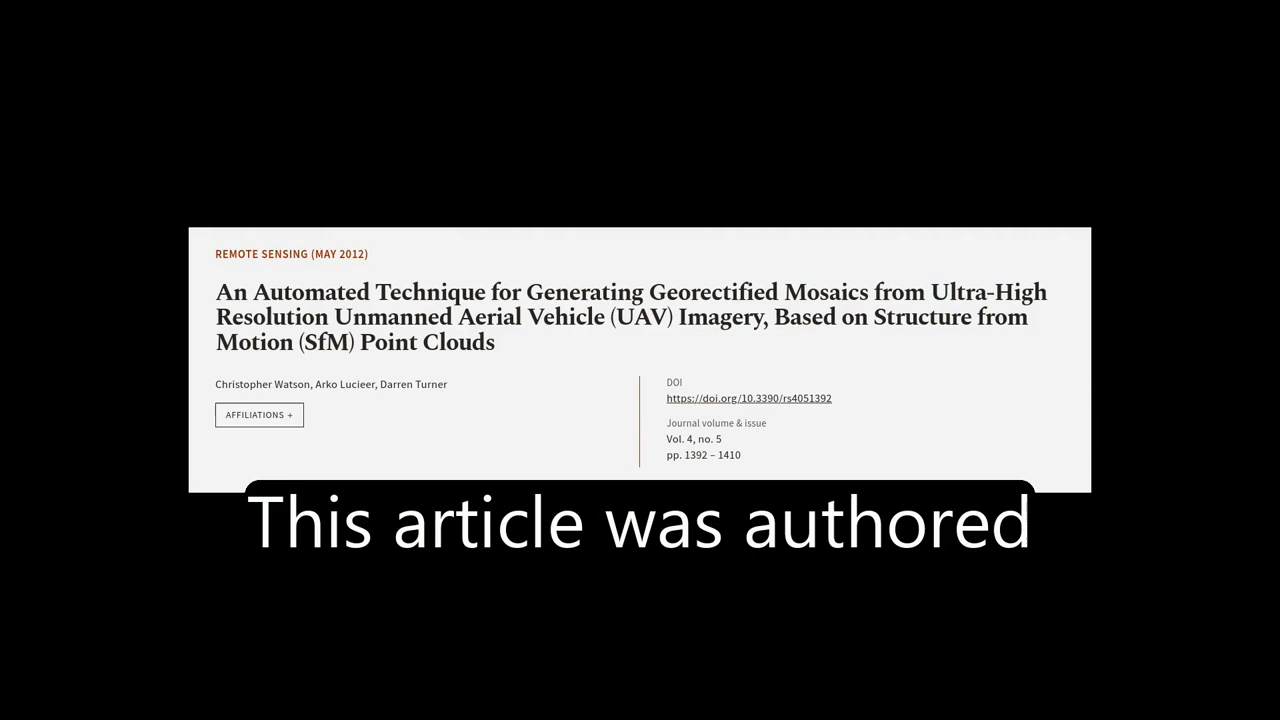 REMOTE SENSING (MAY 2012)
An Automated Technique for Generating Georectified Mosaics from Ultra-High
Resolution Unmanned Aerial Vehicle (UAV) Imagery, Based on Structure from
Motion (SfM) Point Clouds
Christopher Watson, Arko Lucieer, Darren Turner
AFFILIATIONS +
DOI
https://doi.org/10.3390/rs4051392
Journal volume & issue
Vol. 4, no. 5
pp. 1392 – 1410
This article was authored